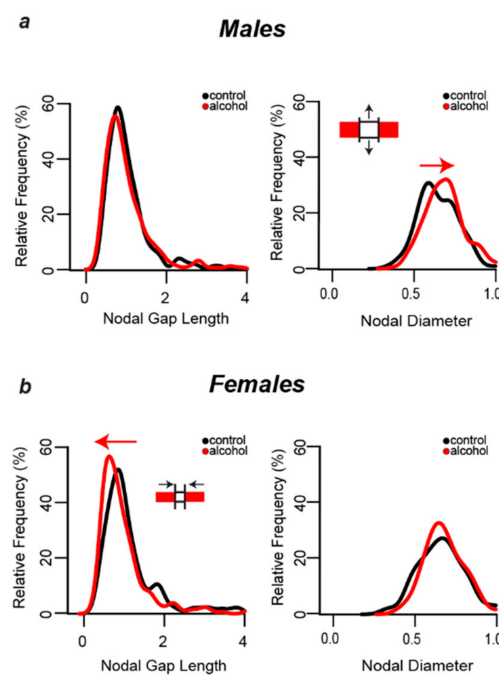 a
Males
control
alcohol
Relative Frequency (%)
60
40
20
0
0
2
4
Nodal Gap Length
control
alcohol
Relative Frequency (%)
60
40
20
0
0.0
0.5
1.0
Nodal Diameter
b
Females
control
alcohol
Relative Frequency (%)
60
40
20
0
0
2
4
Nodal Gap Length
control
alcohol
Relative Frequency (%)
60
40
20
0
0.0
0.5
1.0
Nodal Diameter